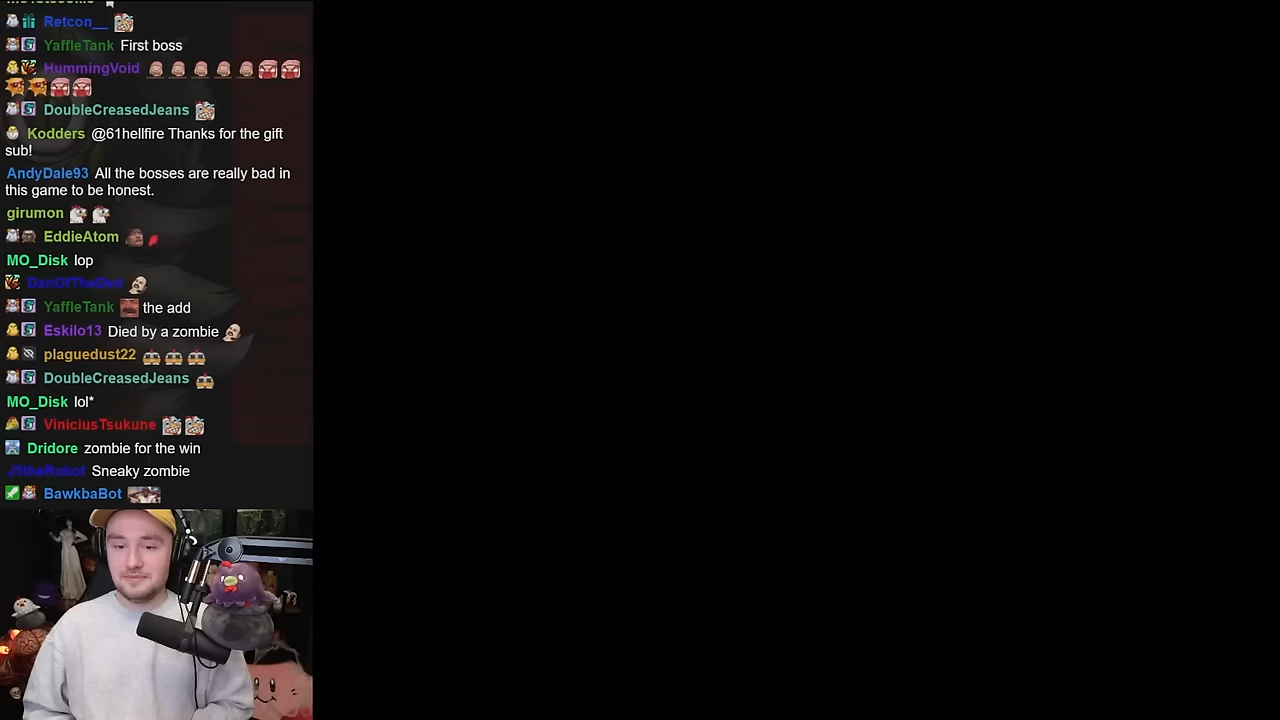 Retcon__
YaffleTank First boss
HummingVoid
DoubleCreasedJeans
Kodders @61hellfire Thanks for the gift
sub!
AndyDale93 All the bosses are really bad in
this game to be honest.
girumon
EddieAtom
MO_Disk lop
DanOfTheDed
YaffleTank the add
Eskilo13 Died by a zombie
plaguedust22
DoubleCreasedJeans
MO_Disk lol*
ViniciusTsukune
Dridore zombie for the win
Sneaky zombie
BawkbaBot